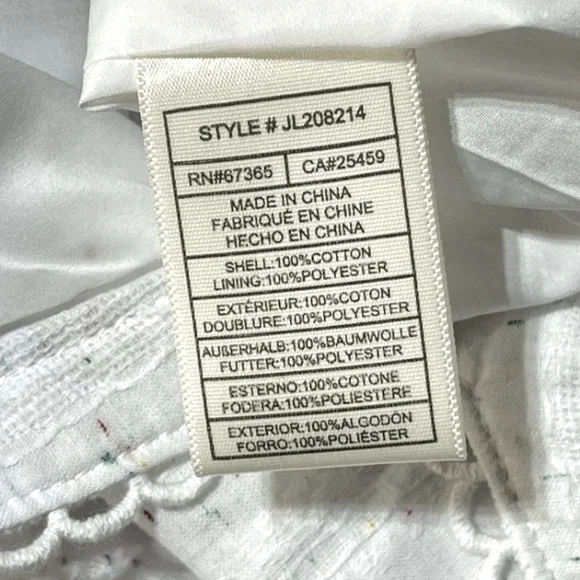 STYLE # JL208214
RN#67365 CA#25459
MADE IN CHINA
FABRIQUÉ EN CHINE
HECHO EN CHINA
SHELL:100%COTTON
LINING:100%POLYESTER
EXTÉRIEUR:100%COTON
DOUBLURE:100%POLYESTER
AUßERHALB:100%BAUMWOLLE
FUTTER:100%POLYESTER
ESTERNO:100%COTONE
FODERA:100%POLIESTERE
EXTERIOR:100%ALGODÓN
FORRO:100%POLIÉSTER